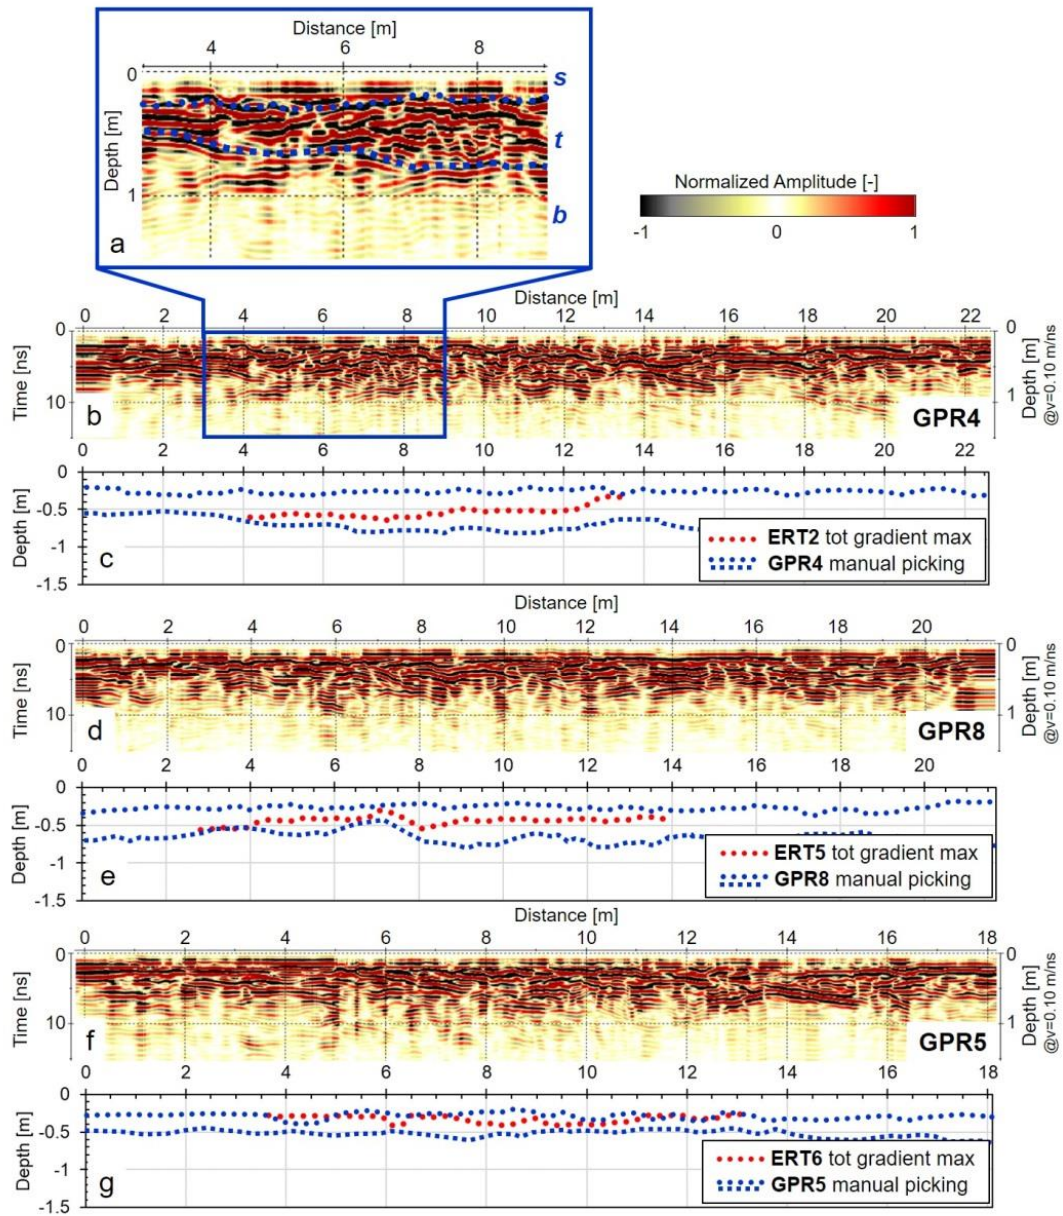 Distance [m]
4 6 8
0
Depth [m]
1
s
t
b
a
Normalized Amplitude [-]
-1 0 1
Distance [m]
0 2 4 6 8 10 12 14 16 18 20 22
0
Time [ns]
10
0
1
Depth [m]
@v=0.10 m/ns
b
GPR4
0 2 4 6 8 10 12 14 16 18 20 22
0
-0.5
-1
-1.5
Depth [m]
c
ERT2 tot gradient max
GPR4 manual picking
Distance [m]
0 2 4 6 8 10 12 14 16 18 20
0
Time [ns]
10
0
1
Depth [m]
@v=0.10 m/ns
d
GPR8
0 2 4 6 8 10 12 14 16 18 20
0
-0.5
-1
-1.5
Depth [m]
e
ERT5 tot gradient max
GPR8 manual picking
Distance [m]
0 2 4 6 8 10 12 14 16 18
0
Time [ns]
10
0
1
Depth [m]
@v=0.10 m/ns
f
GPR5
0 2 4 6 8 10 12 14 16 18
0
-0.5
-1
-1.5
Depth [m]
g
ERT6 tot gradient max
GPR5 manual picking